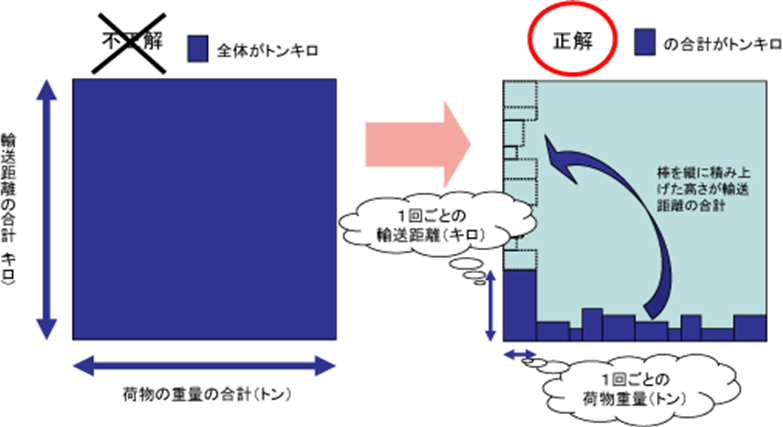 不正解
全体がトンキロ
輸送距離の合計(キロ)
荷物の重量の合計(トン)
正解
の合計がトンキロ
棒を縦に積み上
げた高さが輸送
距離の合計
1回ごとの
輸送距離(キロ)
1回ごとの
荷物重量(トン)